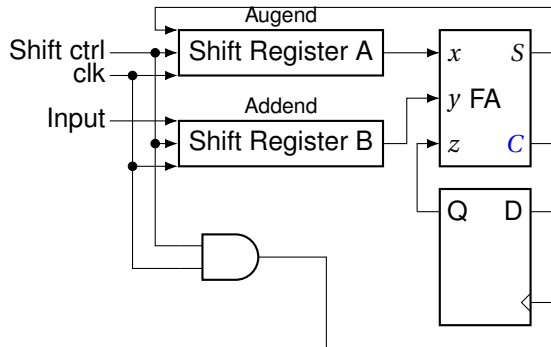 Augend
Shift ctrl
Shift Register A
x
S
clk
Addend
y FA
Input
Shift Register B
z
C
Q
D